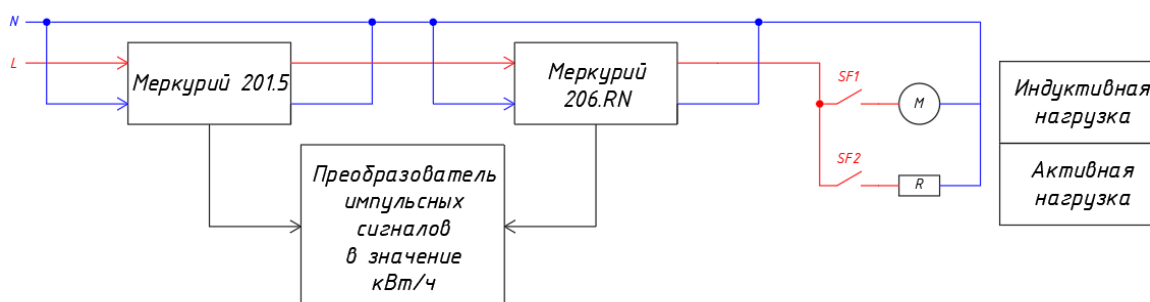 N
L
Меркурий 201.5
Меркурий
206.RN
SF1
M
SF2
R
Индуктивная
нагрузка
Активная
нагрузка
Преобразователь
импульсных
сигналов
в значение
кВт/ч